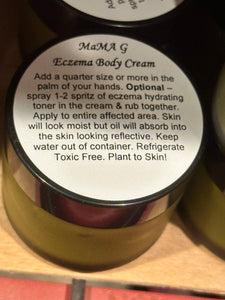 MaMA G
Eczema Body Cream
Add a quarter size or more in the
palm of your hands. Optional –
spray 1-2 spritz of eczema hydrating
toner in the cream & rub together.
Apply to entire affected area. Skin
will look moist but oil will absorb into
the skin looking reflective. Keep
water out of container. Refrigerate
Toxic Free. Plant to Skin!